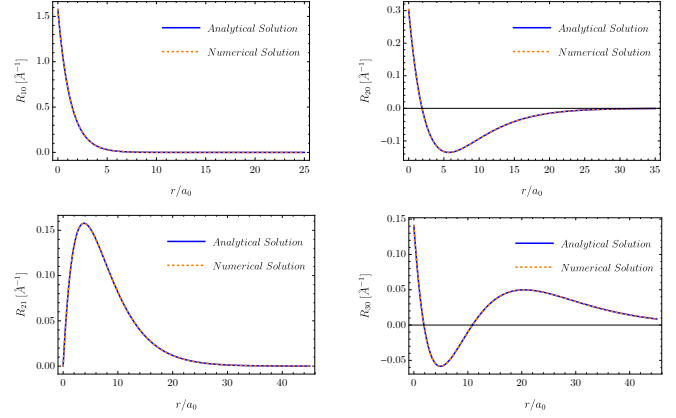 1.5
1.0
0.5
0.0
R10 [Å−1]
Analytical Solution
Numerical Solution
0 5 10 15 20 25
r/a0
0.3
0.2
0.1
0.0
−0.1
R20 [Å−1]
Analytical Solution
Numerical Solution
0 5 10 15 20 25 30 35
r/a0
0.15
0.10
0.05
0.00
R21 [Å−1]
Analytical Solution
Numerical Solution
0 10 20 30 40
r/a0
0.15
0.10
0.05
0.00
−0.05
R30 [Å−1]
Analytical Solution
Numerical Solution
0 10 20 30 40
r/a0